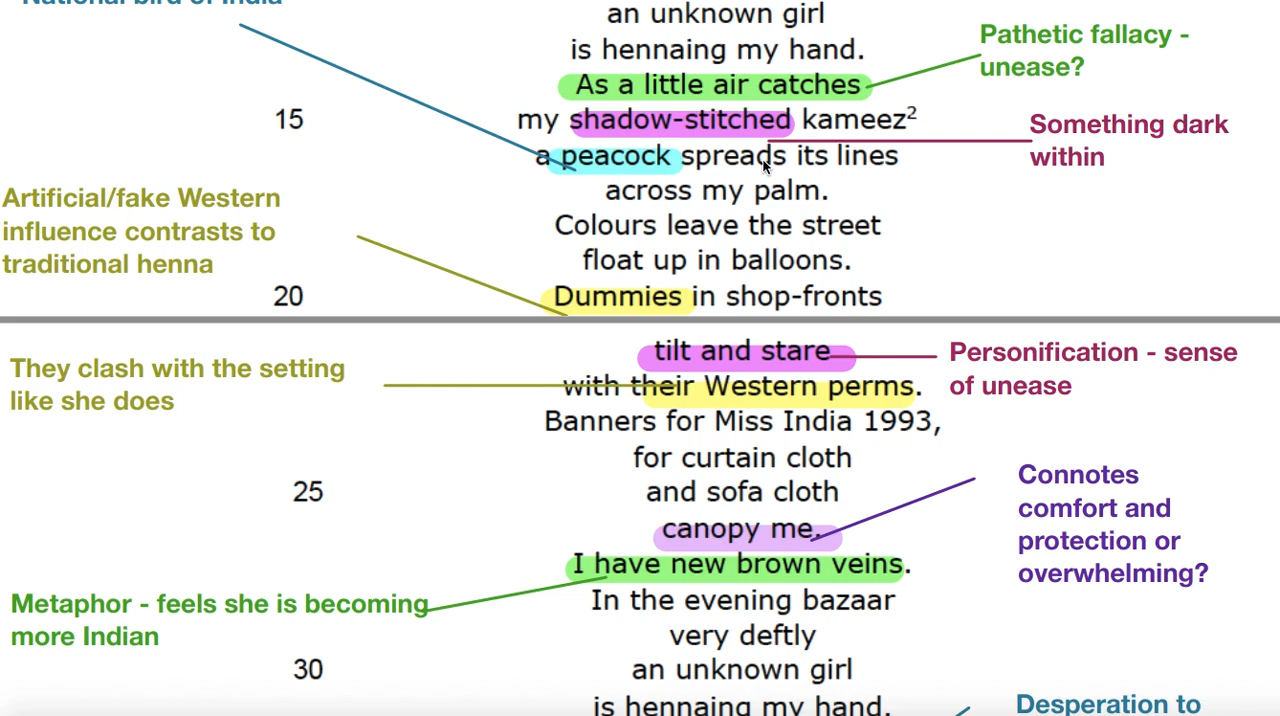 National bird of India
an unknown girl
is hennaing my hand.
Pathetic fallacy -
unease?
As a little air catches
15
my shadow-stitched kameez²
Something dark
within
a peacock spreads its lines
across my palm.
Artificial/fake Western
influence contrasts to
traditional henna
Colours leave the street
float up in balloons.
20
Dummies in shop-fronts
tilt and stare
Personification - sense
of unease
They clash with the setting
like she does
with their Western perms.
Banners for Miss India 1993,
for curtain cloth
25
and sofa cloth
canopy me.
Connotes
comfort and
protection or
overwhelming?
I have new brown veins.
Metaphor - feels she is becoming
more Indian
In the evening bazaar
very deftly
30
an unknown girl
is hennaing my hand.
Desperation to